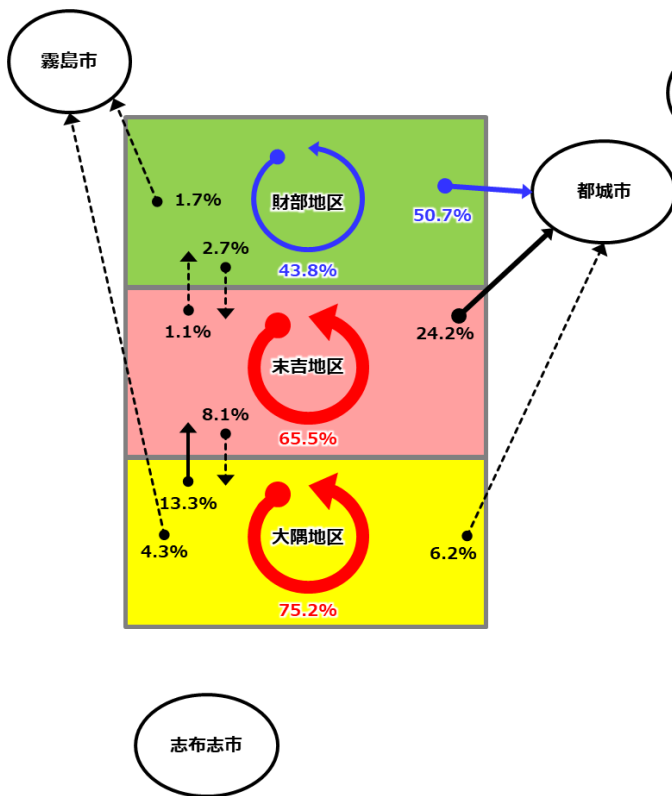 霧島市
都城市
1.7%
財部地区
50.7%
2.7%
43.8%
1.1%
24.2%
末吉地区
8.1%
65.5%
13.3%
大隅地区
4.3%
6.2%
75.2%
志布志市